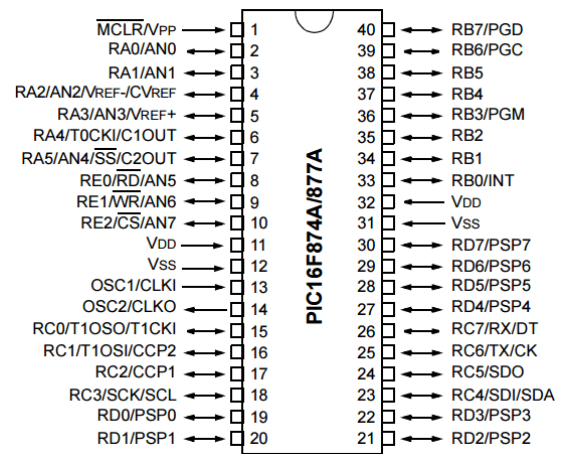 MCLR/VPP 1 40 RB7/PGD
RA0/AN0 2 39 RB6/PGC
RA1/AN1 3 38 RB5
RA2/AN2/VREF-/CVREF 4 37 RB4
RA3/AN3/VREF+ 5 36 RB3/PGM
RA4/T0CKI/C1OUT 6 35 RB2
RA5/AN4/SS/C2OUT 7 34 RB1
RE0/RD/AN5 8 33 RB0/INT
RE1/WR/AN6 9 32 VDD
RE2/CS/AN7 10 31 VSS
VDD 11 30 RD7/PSP7
VSS 12 29 RD6/PSP6
OSC1/CLKI 13 28 RD5/PSP5
OSC2/CLKO 14 27 RD4/PSP4
RC0/T1OSO/T1CKI 15 26 RC7/RX/DT
RC1/T1OSI/CCP2 16 25 RC6/TX/CK
RC2/CCP1 17 24 RC5/SDO
RC3/SCK/SCL 18 23 RC4/SDI/SDA
RD0/PSP0 19 22 RD3/PSP3
RD1/PSP1 20 21 RD2/PSP2
PIC16F874A/877A